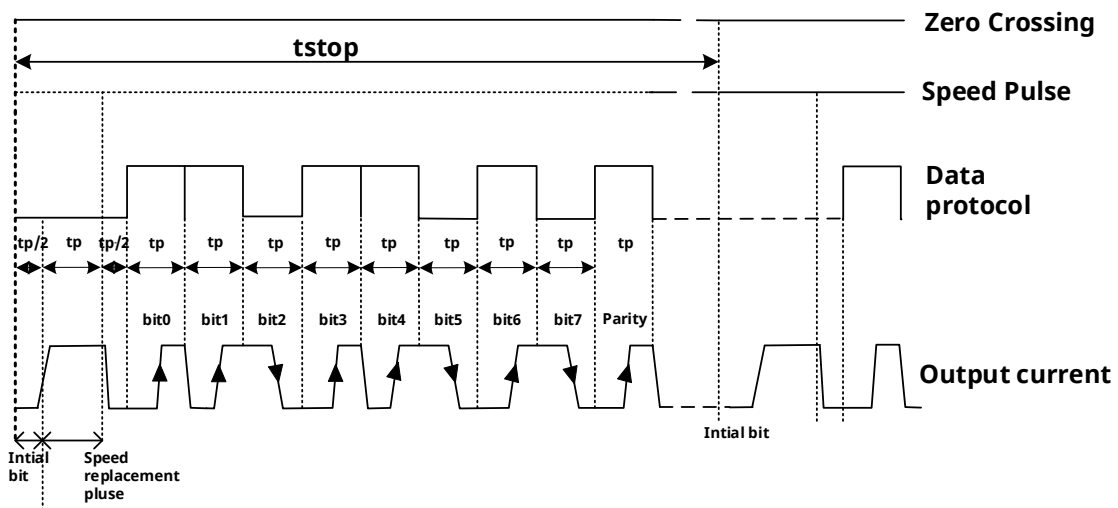 Zero Crossing
tstop
Speed Pulse
Data
protocol
tp/2 tp tp/2 tp tp tp tp tp tp tp tp tp
bit0 bit1 bit2 bit3 bit4 bit5 bit6 bit7 Parity
Output current
Intial bit
Intial
bit
Speed
replacement
pluse